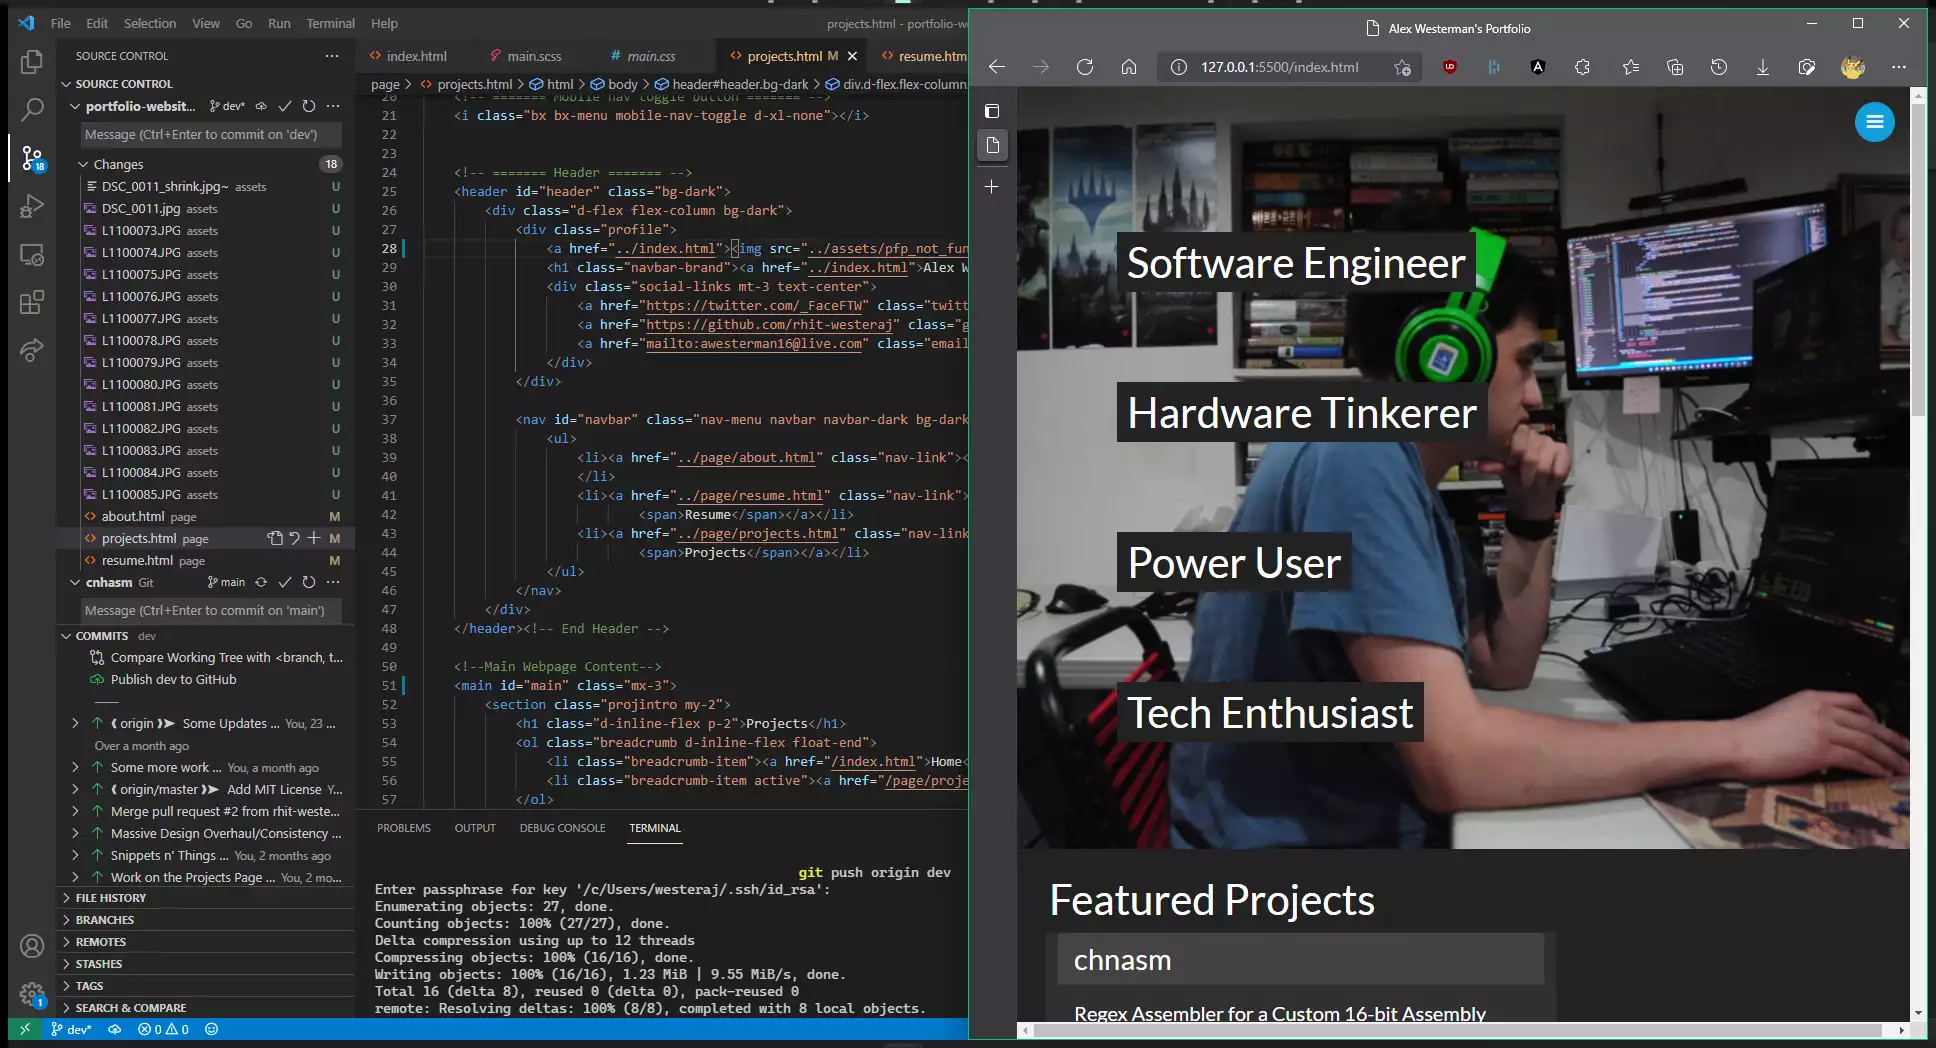 File Edit Selection View Go Run Terminal Help
projects.html - portfolio-we
SOURCE CONTROL
SOURCE CONTROL
portfolio-websit... dev*
Message (Ctrl+Enter to commit on 'dev')
Changes 18
DSC_0011_shrink.jpg~ assets U
DSC_0011.jpg assets U
L1100073.JPG assets U
L1100074.JPG assets U
L1100075.JPG assets U
L1100076.JPG assets U
L1100077.JPG assets U
L1100078.JPG assets U
L1100079.JPG assets U
L1100080.JPG assets U
L1100081.JPG assets U
L1100082.JPG assets U
L1100083.JPG assets U
L1100084.JPG assets U
L1100085.JPG assets U
about.html page M
projects.html page M
resume.html page M
cnhasm Git main
Message (Ctrl+Enter to commit on 'main')
COMMITS dev
Compare Working Tree with <branch, t...
Publish dev to GitHub
origin Some Updates ... You, 23 ...
Over a month ago
Some more work ... You, a month ago
origin/master Add MIT License Y...
Merge pull request #2 from rhit-weste...
Massive Design Overhaul/Consistency ...
Snippets n' Things ... You, 2 months ago
Work on the Projects Page ... You, 2 mo...
FILE HISTORY
BRANCHES
REMOTES
STASHES
TAGS
SEARCH & COMPARE
18
1
dev* 0 0
index.html main.scss main.css projects.html M resume.htm
page > projects.html > html > body > header#header.bg-dark > div.d-flex.flex-column.
20 <!-- ======= Mobile nav toggle button ======= -->
21 <i class="bx bx-menu mobile-nav-toggle d-xl-none"></i>
22
23
24 <!-- ======= Header ======= -->
25 <header id="header" class="bg-dark">
26 <div class="d-flex flex-column bg-dark">
27 <div class="profile">
28 <a href="../index.html"><img src="../assets/pfp_not_fun
29 <h1 class="navbar-brand"><a href="../index.html">Alex W
30 <div class="social-links mt-3 text-center">
31 <a href="https://twitter.com/_FaceFTW" class="twitt
32 <a href="https://github.com/rhit-westeraj" class="g
33 <a href="mailto:awesterman16@live.com" class="email
34 </div>
35 </div>
36
37 <nav id="navbar" class="nav-menu navbar navbar-dark bg-dark
38 <ul>
39 <li><a href="../page/about.html" class="nav-link"><
40 </li>
41 <li><a href="../page/resume.html" class="nav-link">
42 <span>Resume</span></a></li>
43 <li><a href="../page/projects.html" class="nav-link
44 <span>Projects</span></a></li>
45 </ul>
46 </nav>
47 </div>
48 </header><!-- End Header -->
49
50 <!--Main Webpage Content-->
51 <main id="main" class="mx-3">
52 <section class="projintro my-2">
53 <h1 class="d-inline-flex p-2">Projects</h1>
54 <ol class="breadcrumb d-inline-flex float-end">
55 <li class="breadcrumb-item"><a href="/index.html">Home<
56 <li class="breadcrumb-item active"><a href="/page/proje
57 </ol>
PROBLEMS OUTPUT DEBUG CONSOLE TERMINAL
git push origin dev
Enter passphrase for key '/c/Users/westeraj/.ssh/id_rsa':
Enumerating objects: 27, done.
Counting objects: 100% (27/27), done.
Delta compression using up to 12 threads
Compressing objects: 100% (16/16), done.
Writing objects: 100% (16/16), 1.23 MiB | 9.55 MiB/s, done.
Total 16 (delta 8), reused 0 (delta 0), pack-reused 0
remote: Resolving deltas: 100% (8/8), completed with 8 local objects.
Alex Westerman's Portfolio
127.0.0.1:5500/index.html
Software Engineer
Hardware Tinkerer
Power User
Tech Enthusiast
Featured Projects
chnasm
Regex Assembler for a Custom 16-bit Assembly